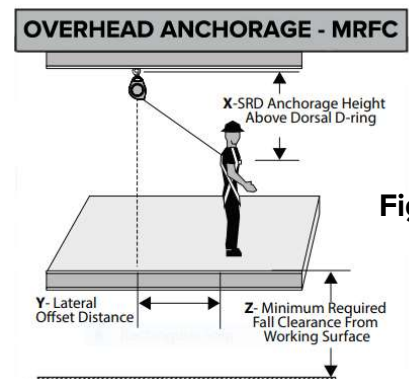 OVERHEAD ANCHORAGE - MRFC
X-SRD Anchorage Height
Above Dorsal D-ring
Y- Lateral
Offset Distance
Z- Minimum Required
Fall Clearance From
Working Surface